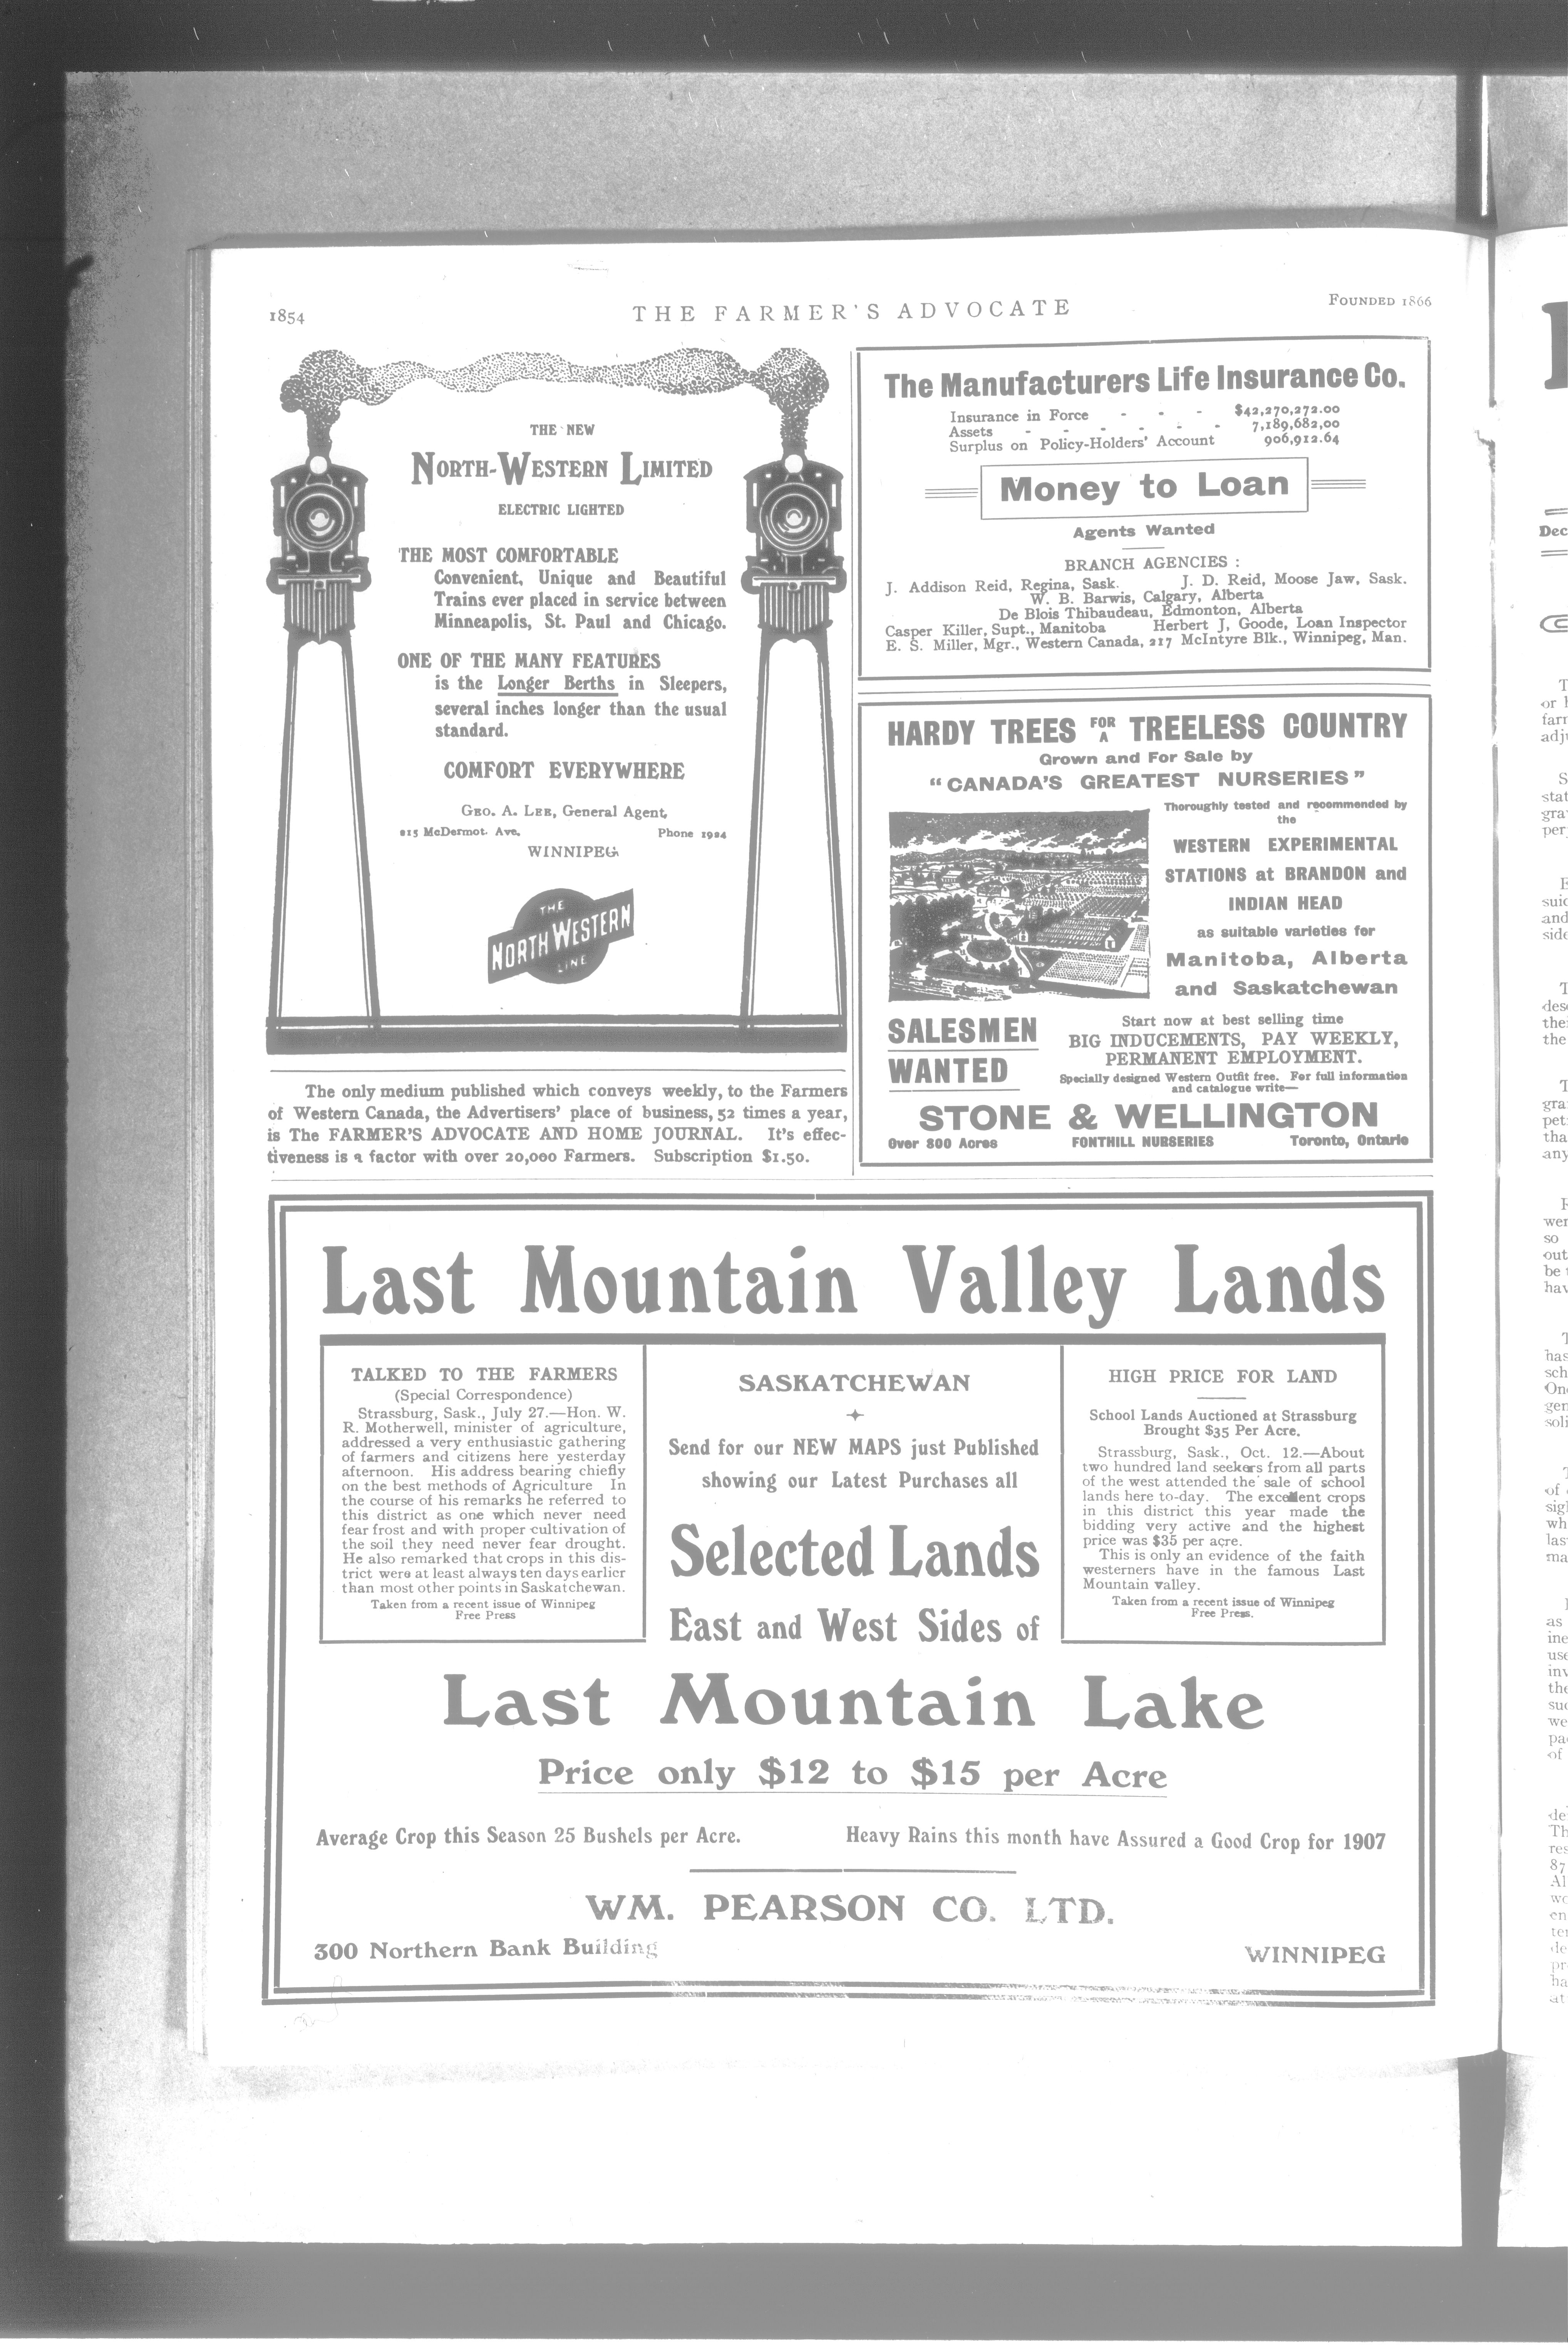 1854
THE FARMER'S ADVOCATE
FOUNDED 1866
THE NEW
NORTH-WESTERN LIMITED
ELECTRIC LIGHTED
THE MOST COMFORTABLE
Convenient, Unique and Beautiful
Trains ever placed in service between
Minneapolis, St. Paul and Chicago.
ONE OF THE MANY FEATURES
is the Longer Berths in Sleepers,
several inches longer than the usual
standard.
COMFORT EVERYWHERE
GEO. A. LEE, General Agent,
215 McDermot. Ave, Phone 1904
WINNIPEG
THE
NORTH WESTERN
LINE
The only medium published which conveys weekly, to the Farmers
of Western Canada, the Advertisers' place of business, 52 times a year,
is The FARMER'S ADVOCATE AND HOME JOURNAL. It's effec-
tiveness is a factor with over 20,000 Farmers. Subscription $1.50.
The Manufacturers Life Insurance Co.
Insurance in Force - - - $42,270,272.00
Assets - - - - - - 7,189,682,00
Surplus on Policy-Holders' Account 906,912.64
Money to Loan
Agents Wanted
BRANCH AGENCIES :
J. Addison Reid, Regina, Sask. J. D. Reid, Moose Jaw, Sask.
W. B. Barwis, Calgary, Alberta
De Blois Thibaudeau, Edmonton, Alberta
Casper Killer, Supt., Manitoba Herbert J, Goode, Loan Inspector
E. S. Miller, Mgr., Western Canada, 217 McIntyre Blk., Winnipeg, Man.
HARDY TREES FOR A TREELESS COUNTRY
Grown and For Sale by
"CANADA'S GREATEST NURSERIES"
Thoroughly tested and recommended by
the
WESTERN EXPERIMENTAL
STATIONS at BRANDON and
INDIAN HEAD
as suitable varieties for
Manitoba, Alberta
and Saskatchewan
SALESMEN
WANTED
Start now at best selling time
BIG INDUCEMENTS, PAY WEEKLY,
PERMANENT EMPLOYMENT.
Specially designed Western Outfit free. For full information
and catalogue write—
STONE & WELLINGTON
Over 800 Acres FONTHILL NURSERIES Toronto, Ontario
Last Mountain Valley Lands
TALKED TO THE FARMERS
(Special Correspondence)
Strassburg, Sask., July 27.—Hon. W.
R. Motherwell, minister of agriculture,
addressed a very enthusiastic gathering
of farmers and citizens here yesterday
afternoon. His address bearing chiefly
on the best methods of Agriculture In
the course of his remarks he referred to
this district as one which never need
fear frost and with proper cultivation of
the soil they need never fear drought.
He also remarked that crops in this dis-
trict were at least always ten days earlier
than most other points in Saskatchewan.
Taken from a recent issue of Winnipeg
Free Press
SASKATCHEWAN
Send for our NEW MAPS just Published
showing our Latest Purchases all
Selected Lands
East and West Sides of
HIGH PRICE FOR LAND
School Lands Auctioned at Strassburg
Brought $35 Per Acre.
Strassburg, Sask., Oct. 12.—About
two hundred land seekers from all parts
of the west attended the sale of school
lands here to-day. The excellent crops
in this district this year made the
bidding very active and the highest
price was $35 per acre.
This is only an evidence of the faith
westerners have in the famous Last
Mountain valley.
Taken from a recent issue of Winnipeg
Free Press.
Last Mountain Lake
Price only $12 to $15 per Acre
Average Crop this Season 25 Bushels per Acre. Heavy Rains this month have Assured a Good Crop for 1907
WM. PEARSON CO. LTD.
300 Northern Bank Building WINNIPEG